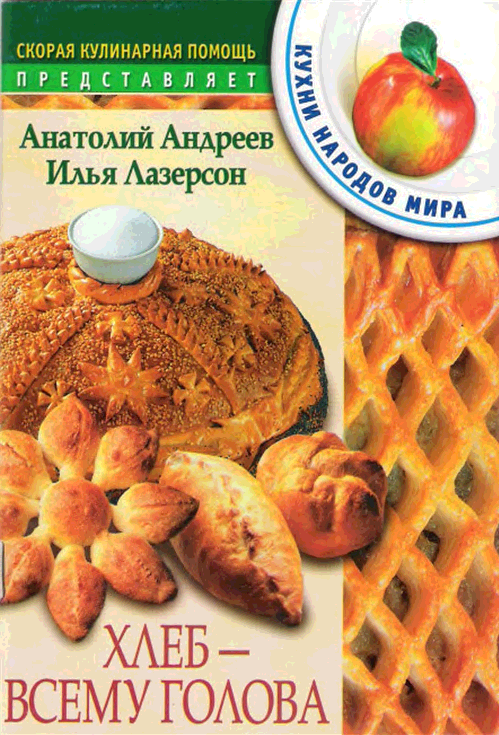 СКОРАЯ КУЛИНАРНАЯ ПОМОЩЬ
ПРЕДСТАВЛЯЕТ
КУХНИ НАРОДОВ МИРА
Анатолий Андреев
Илья Лазерсон
ХЛЕБ –
ВСЕМУ ГОЛОВА